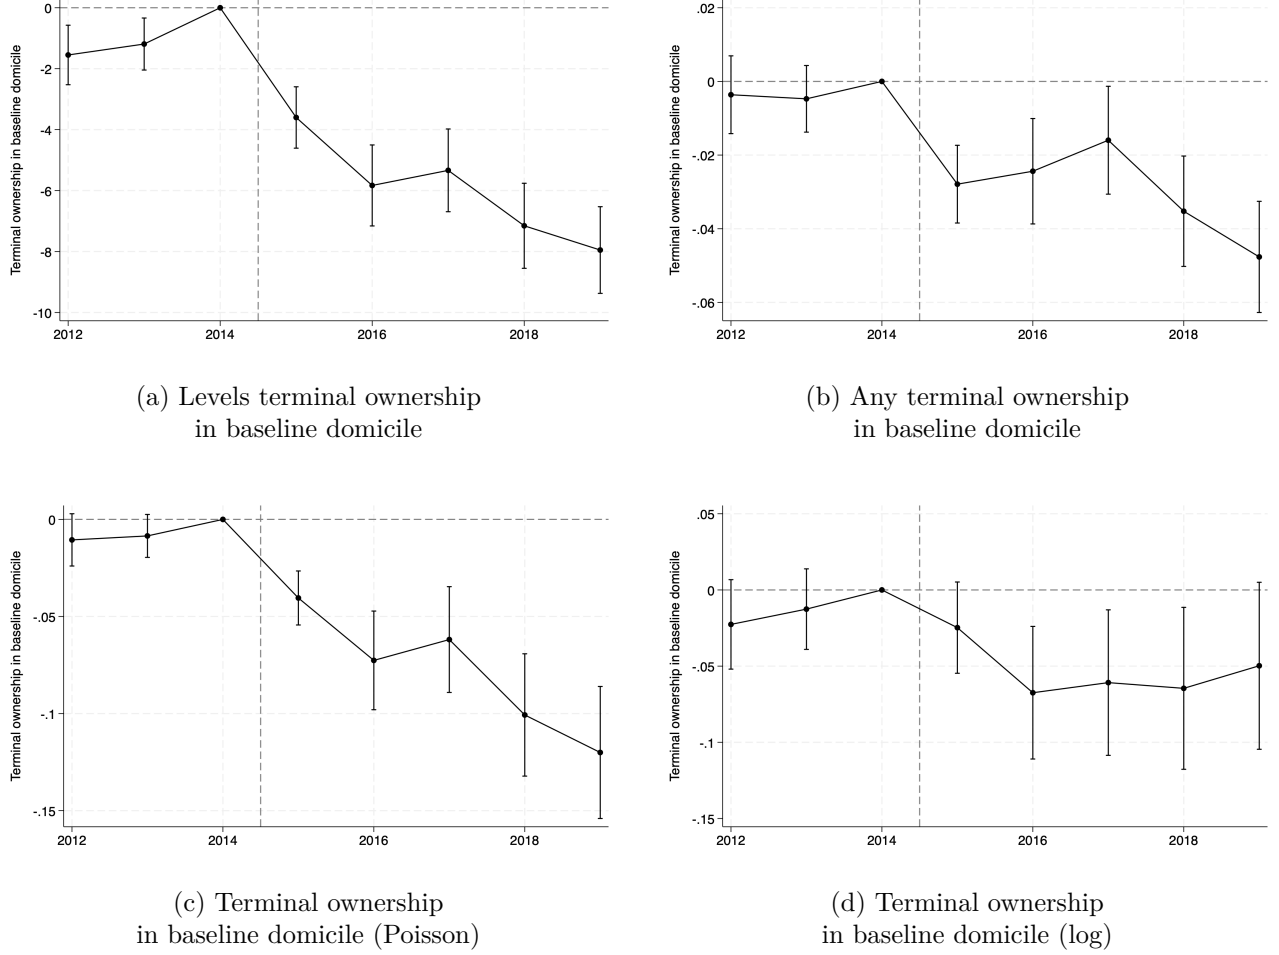 Terminal ownership in baseline domicile
0
-2
-4
-6
-8
-10
2012 2014 2016 2018
(a) Levels terminal ownership
in baseline domicile
Terminal ownership in baseline domicile
.02
0
-.02
-.04
-.06
2012 2014 2016 2018
(b) Any terminal ownership
in baseline domicile
Terminal ownership in baseline domicile
0
-.05
-.1
-.15
2012 2014 2016 2018
(c) Terminal ownership
in baseline domicile (Poisson)
Terminal ownership in baseline domicile
.05
0
-.05
-.1
-.15
2012 2014 2016 2018
(d) Terminal ownership
in baseline domicile (log)